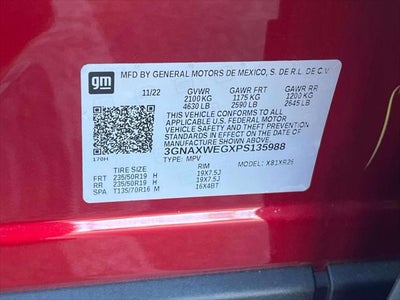 gm
MFD BY GENERAL MOTORS DE MEXICO, S. DE R.L. DE C.V.
11/22 GVWR GAWR FRT GAWR RR
2100 KG 1175 KG 1200 KG
4630 LB 2590 LB 2645 LB
THIS VEHICLE CONFORMS TO ALL
APPLICABLE U.S. FEDERAL MOTOR
VEHICLE SAFETY AND THEFT PREVENTION
STANDARDS IN EFFECT ON THE DATE OF
MANUFACTURE SHOWN ABOVE.
3GNAXWEGXPS135988
170H TYPE: MPV MODEL: X81XR26
TIRE SIZE RIM
FRT 235/50R19 H 19X7.5J
RR 235/50R19 H 19X7.5J
SPA T135/70R16 M 16X4BT